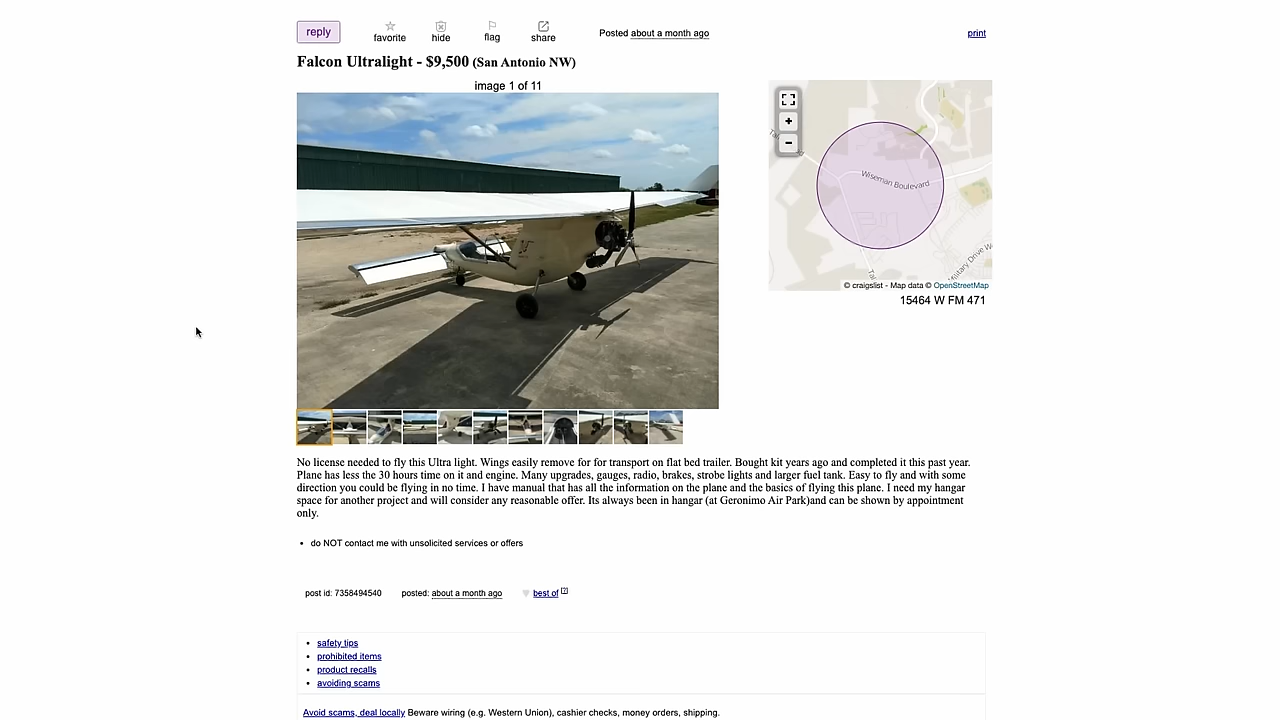 reply
favorite
hide
flag
share
Posted about a month ago
print
Falcon Ultralight - $9,500 (San Antonio NW)
image 1 of 11
+
-
Wiseman Boulevard
Military Drive W
© craigslist - Map data © OpenStreetMap
15464 W FM 471
No license needed to fly this Ultra light. Wings easily remove for for transport on flat bed trailer. Bought kit years ago and completed it this past year.
Plane has less the 30 hours time on it and engine. Many upgrades, gauges, radio, brakes, strobe lights and larger fuel tank. Easy to fly and with some
direction you could be flying in no time. I have manual that has all the information on the plane and the basics of flying this plane. I need my hangar
space for another project and will consider any reasonable offer. Its always been in hangar (at Geronimo Air Park)and can be shown by appointment
only.
• do NOT contact me with unsolicited services or offers
post id: 7358494540
posted: about a month ago
♥ best of [?]
• safety tips
• prohibited items
• product recalls
• avoiding scams
Avoid scams, deal locally Beware wiring (e.g. Western Union), cashier checks, money orders, shipping.